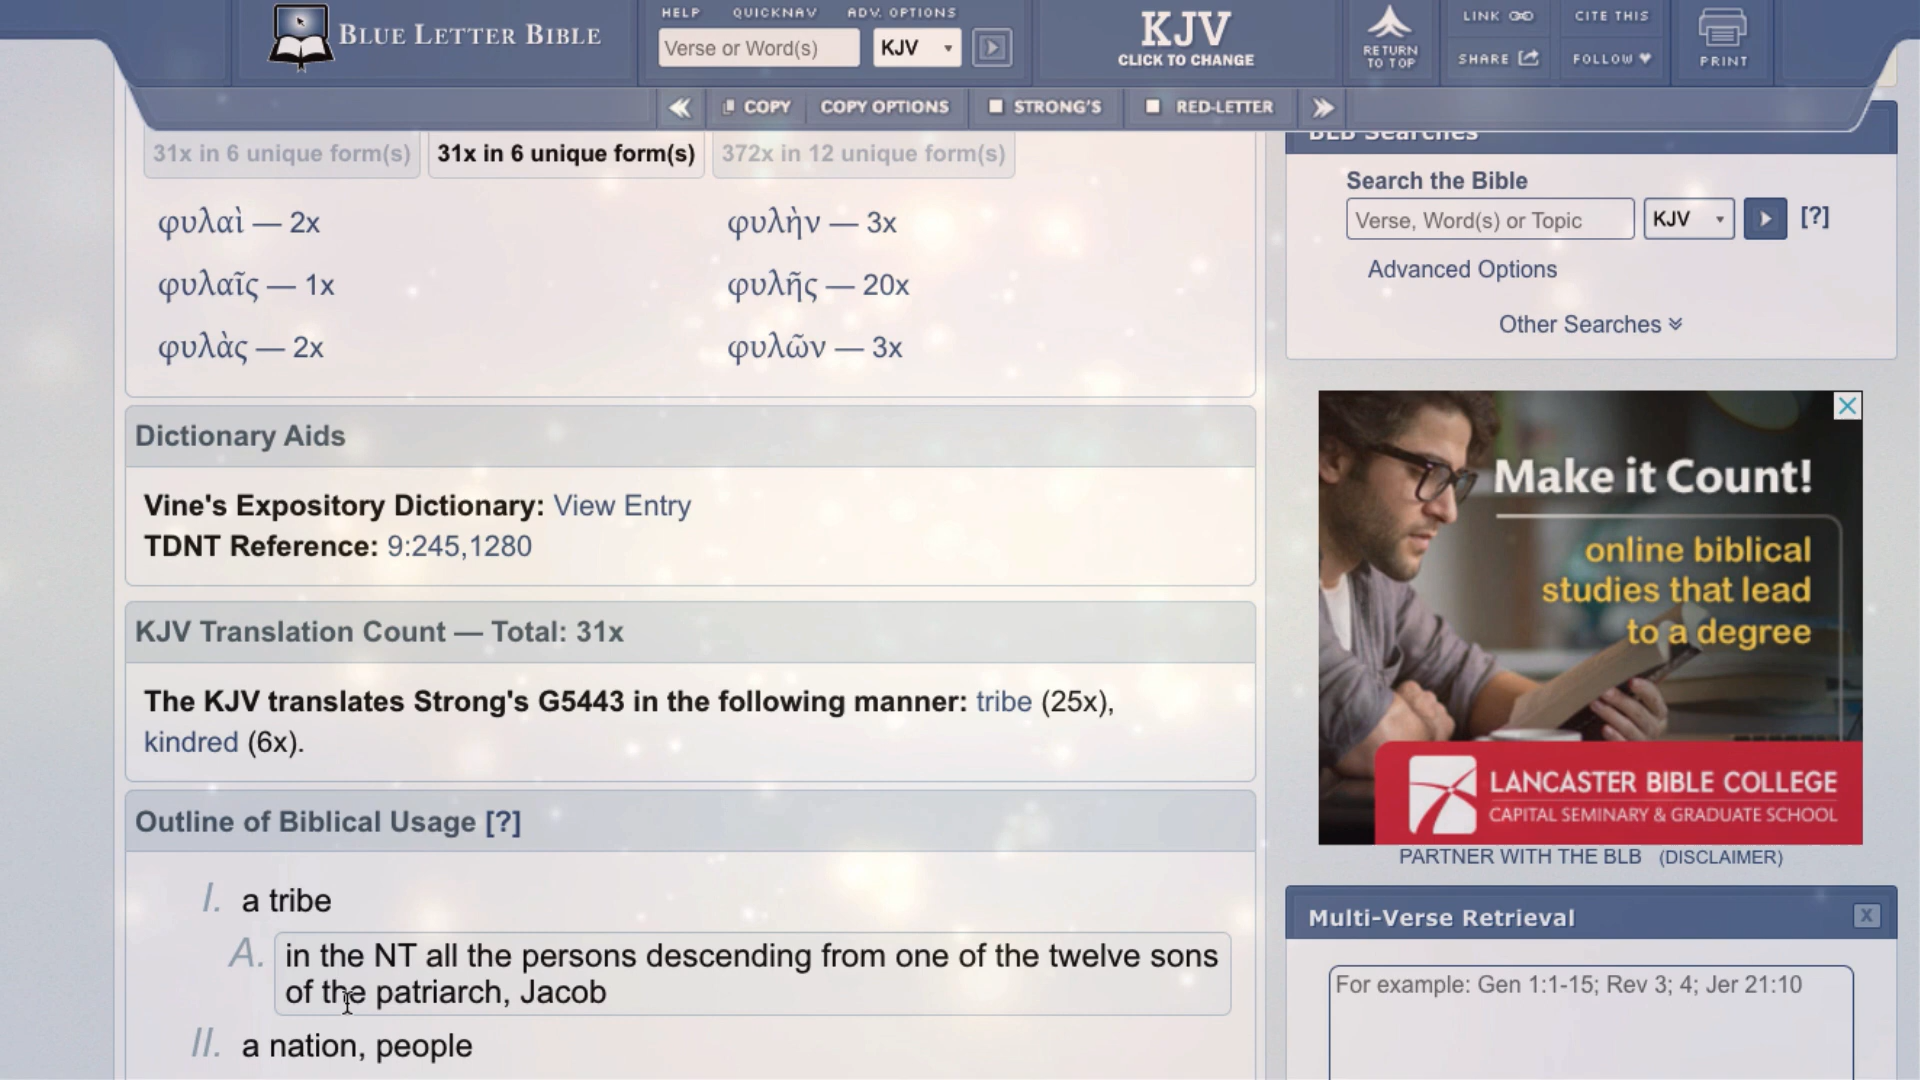 HELP QUICKNAV ADV. OPTIONS
BLUE LETTER BIBLE
Verse or Word(s)
KJV
KJV
CLICK TO CHANGE
RETURN
TO TOP
LINK
CITE THIS
SHARE
FOLLOW
PRINT
COPY
COPY OPTIONS
STRONG'S
RED-LETTER
31x in 6 unique form(s)
31x in 6 unique form(s)
372x in 12 unique form(s)
φυλαὶ — 2x
φυλὴν — 3x
φυλαῖς — 1x
φυλῆς — 20x
φυλὰς — 2x
φυλῶν — 3x
Dictionary Aids
Vine's Expository Dictionary: View Entry
TDNT Reference: 9:245,1280
KJV Translation Count — Total: 31x
The KJV translates Strong's G5443 in the following manner: tribe (25x),
kindred (6x).
Outline of Biblical Usage [?]
I. a tribe
A. in the NT all the persons descending from one of the twelve sons
of the patriarch, Jacob
II. a nation, people
BLB Searches
Search the Bible
Verse, Word(s) or Topic
KJV
[?]
Advanced Options
Other Searches
Make it Count!
online biblical
studies that lead
to a degree
LANCASTER BIBLE COLLEGE
CAPITAL SEMINARY & GRADUATE SCHOOL
PARTNER WITH THE BLB (DISCLAIMER)
Multi-Verse Retrieval
X
For example: Gen 1:1-15; Rev 3; 4; Jer 21:10